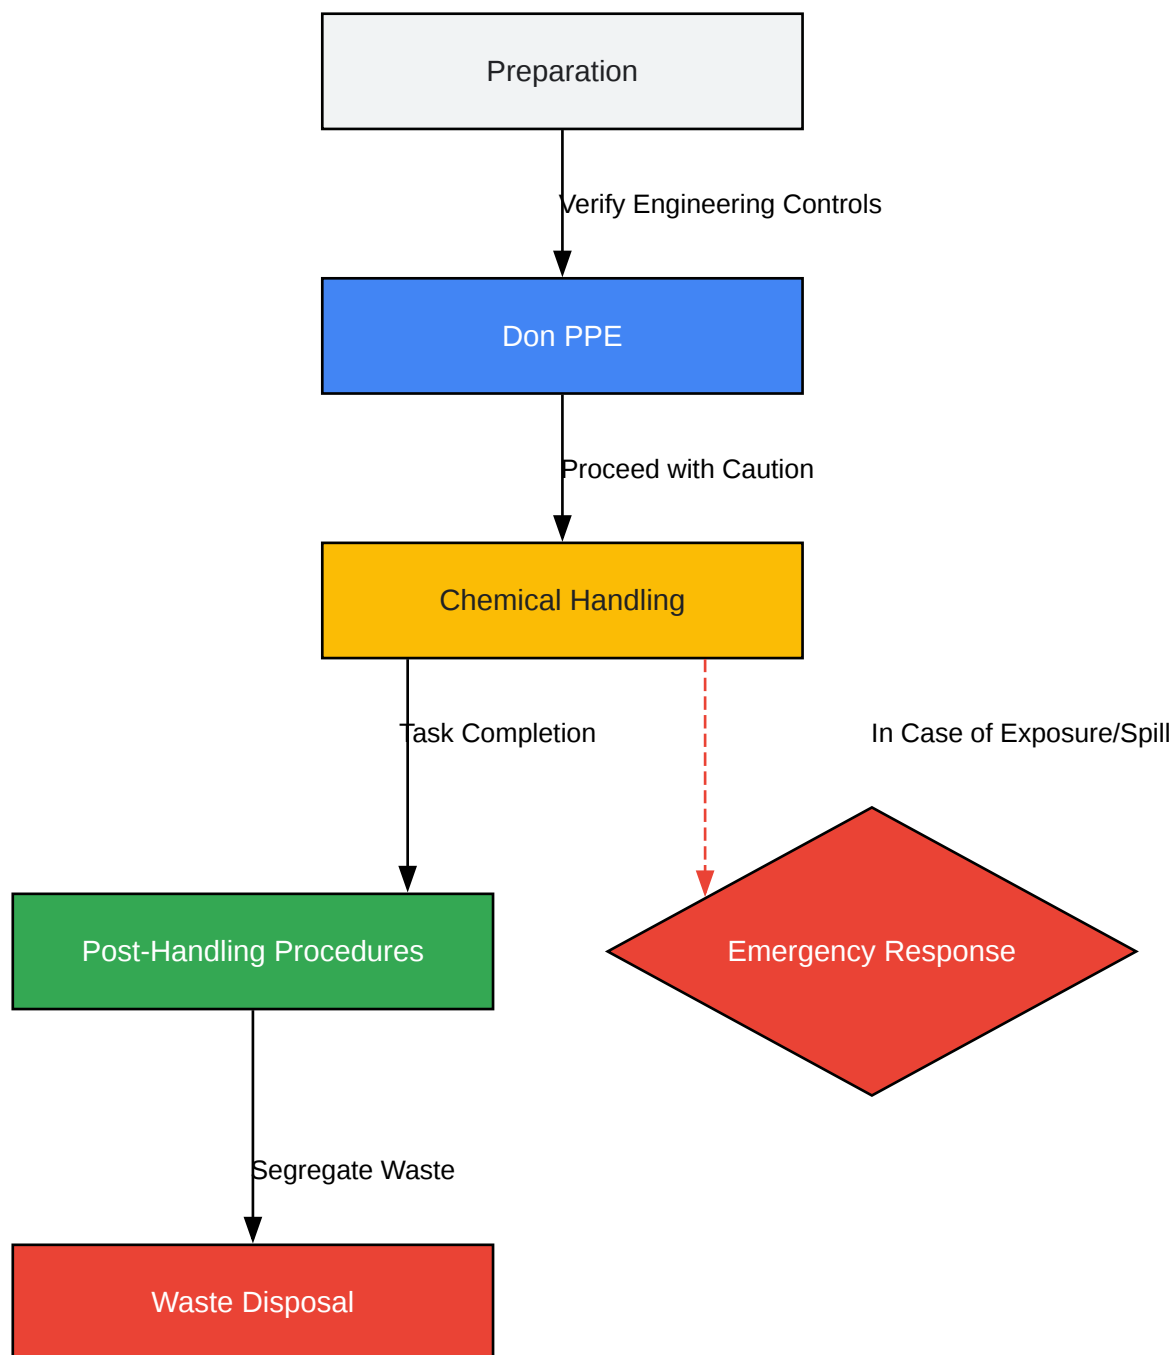 Preparation
Verify Engineering Controls
Don PPE
Proceed with Caution
Chemical Handling
Task Completion
In Case of Exposure/Spill
Post-Handling Procedures
Emergency Response
Segregate Waste
Waste Disposal